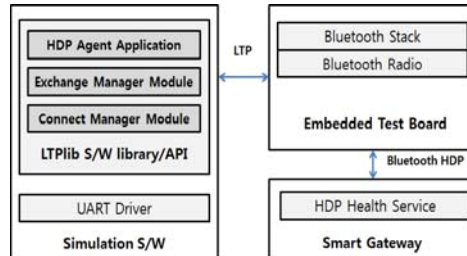 HDP Agent Application
Exchange Manager Module
Connect Manager Module
LTPlib S/W library/API
UART Driver
Simulation S/W
LTP
Bluetooth Stack
Bluetooth Radio
Embedded Test Board
Bluetooth HDP
HDP Health Service
Smart Gateway